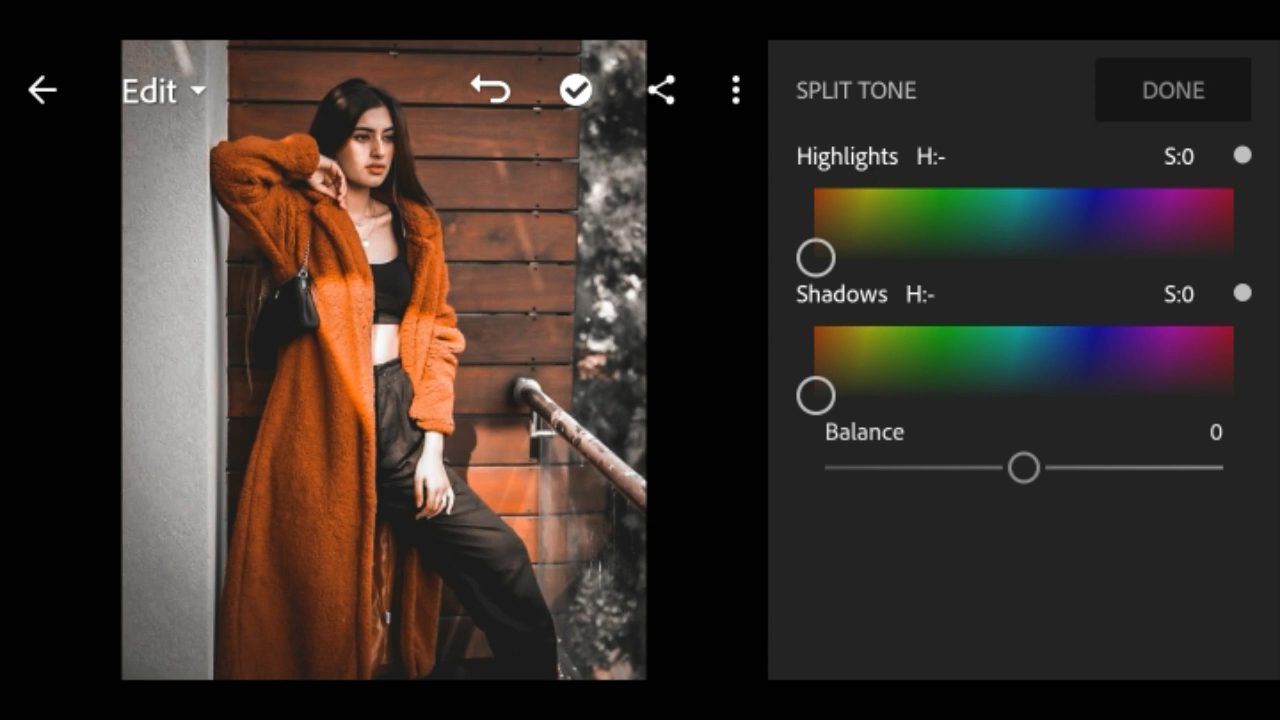 Edit
SPLIT TONE
DONE
Highlights H:- S:0
Shadows H:- S:0
Balance 0